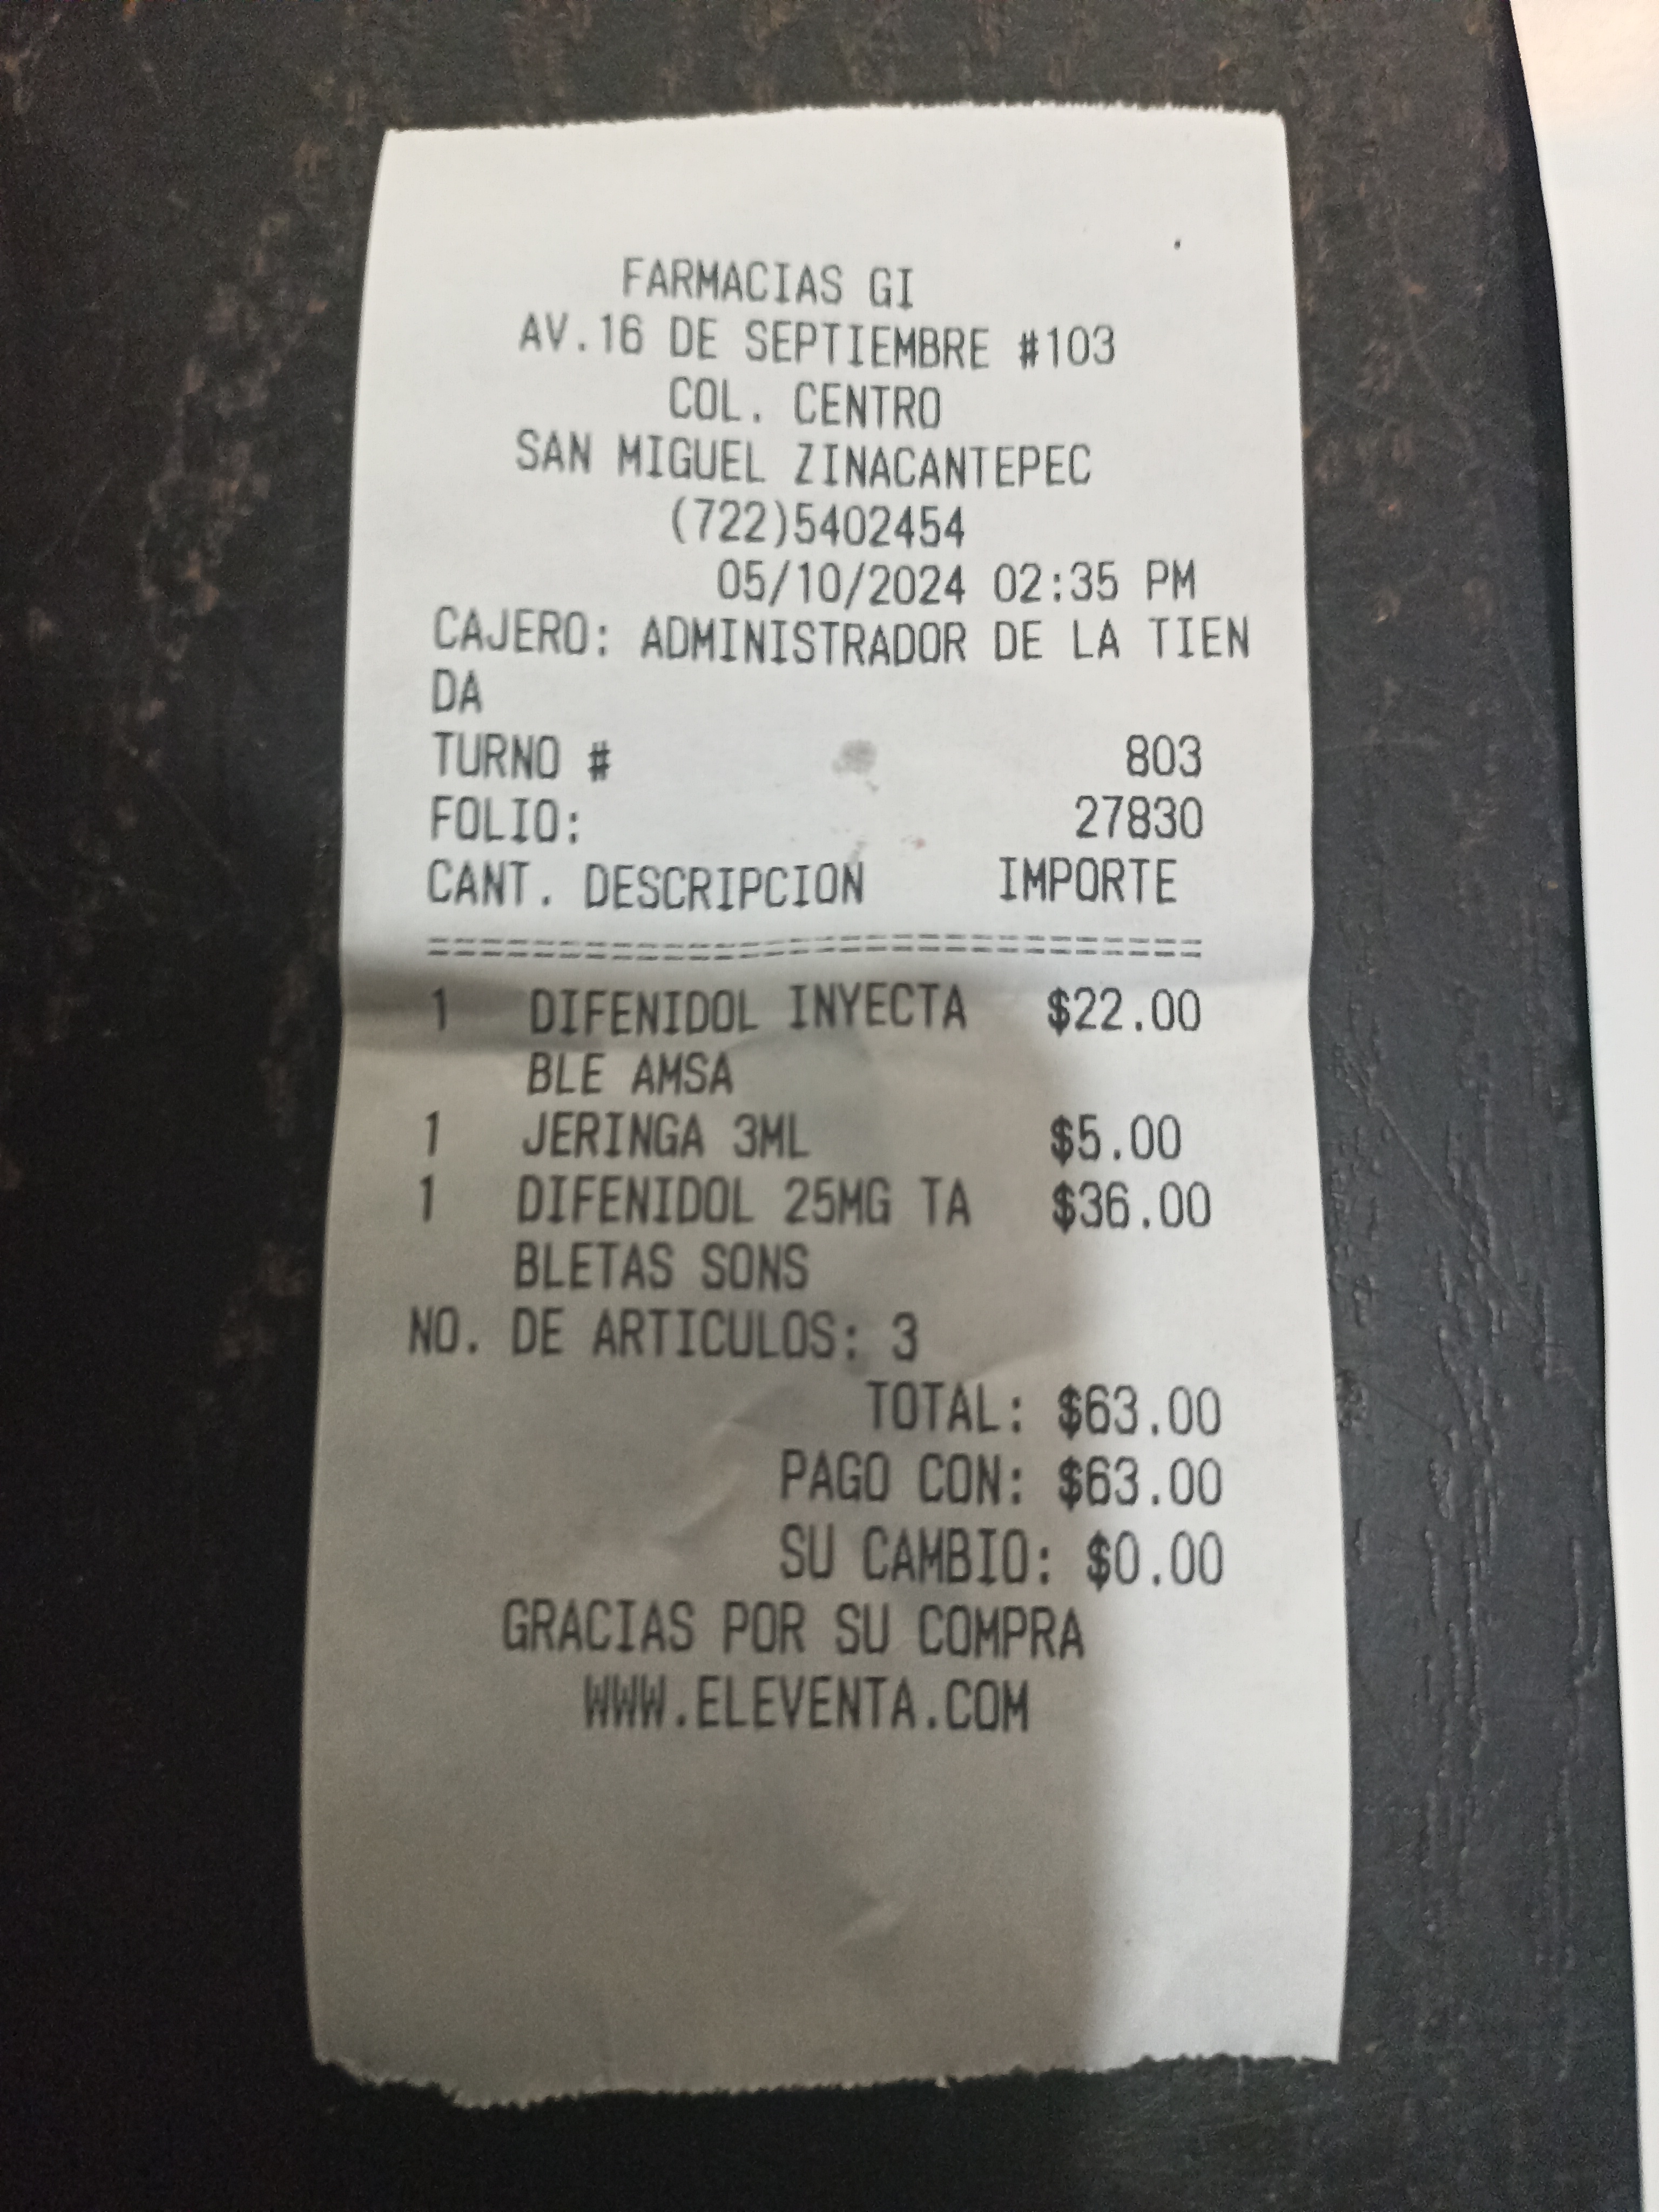 FARMACIAS GI
AV.16 DE SEPTIEMBRE #103
COL. CENTRO
SAN MIGUEL ZINACANTEPEC
(722)5402454
05/10/2024 02:35 PM
CAJERO: ADMINISTRADOR DE LA TIEN
DA
TURNO # 803
FOLIO: 27830
CANT. DESCRIPCION IMPORTE
==============================
1 DIFENIDOL INYECTA $22.00
BLE AMSA
1 JERINGA 3ML $5.00
1 DIFENIDOL 25MG TA $36.00
BLETAS SONS
NO. DE ARTICULOS: 3
TOTAL: $63.00
PAGO CON: $63.00
SU CAMBIO: $0.00
GRACIAS POR SU COMPRA
WWW.ELEVENTA.COM